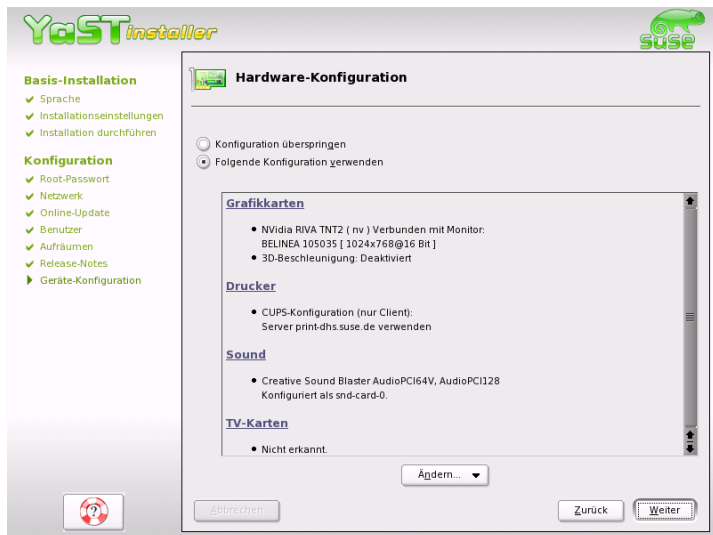 YaST installer
SUSE
Basis-Installation
Sprache
Installationseinstellungen
Installation durchführen
Konfiguration
Root-Passwort
Netzwerk
Online-Update
Benutzer
Aufräumen
Release-Notes
Geräte-Konfiguration
Hardware-Konfiguration
Konfiguration überspringen
Folgende Konfiguration verwenden
Grafikkarten
NVidia RIVA TNT2 ( nv ) Verbunden mit Monitor:
BELINEA 105035 [ 1024x768@16 Bit ]
3D-Beschleunigung: Deaktiviert
Drucker
CUPS-Konfiguration (nur Client):
Server print-dhs.suse.de verwenden
Sound
Creative Sound Blaster AudioPCI64V, AudioPCI128
Konfiguriert als snd-card-0.
TV-Karten
Nicht erkannt.
Ändern...
?
Abbrechen
Zurück
Weiter